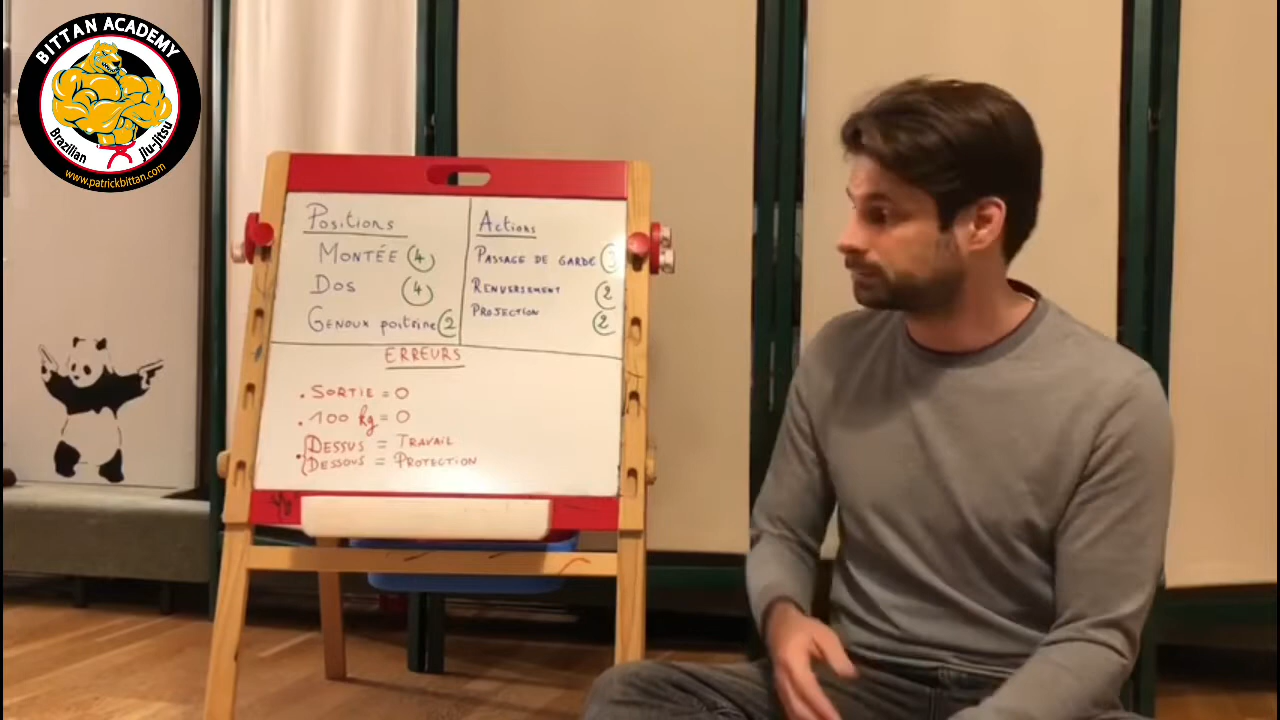 BITTAN ACADEMY
Brazilian Jiu-Jitsu
www.patrickbittan.com
Positions
MONTÉE 4
DOS 4
GENOUX poitrine 2
Actions
PASSAGE DE GARDE 3
RENVERSEMENT 2
PROJECTION 2
ERREURS
. SORTIE = 0
. 100 kg = 0
. DESSUS = TRAVAIL
DESSOUS = PROTECTION